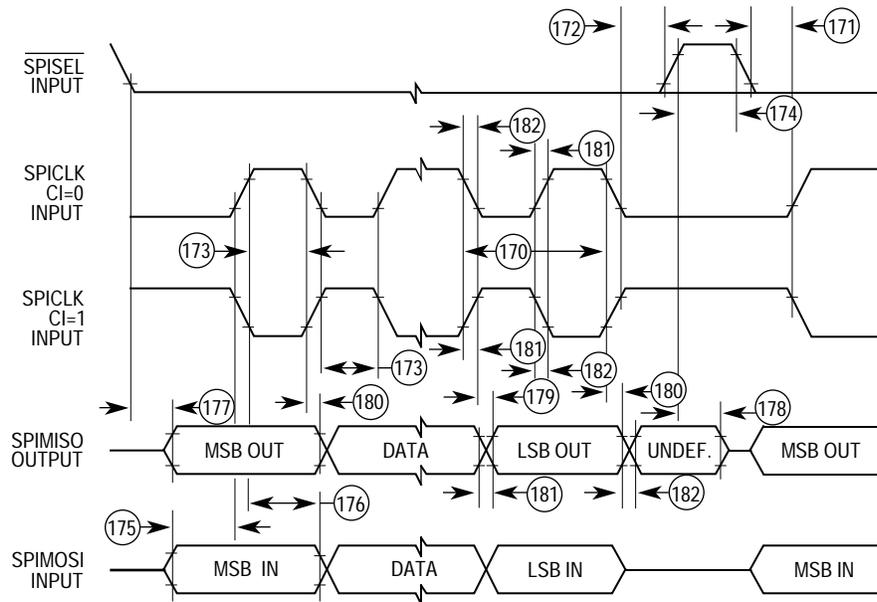 172
171
SPISEL
INPUT
174
182
181
SPICLK
CI=0
INPUT
173
170
SPICLK
CI=1
INPUT
181
182
173
180
179
180
177
178
SPIMISO
OUTPUT
MSB OUT
DATA
LSB OUT
UNDEF.
MSB OUT
181
182
176
175
SPIMOSI
INPUT
MSB IN
DATA
LSB IN
MSB IN